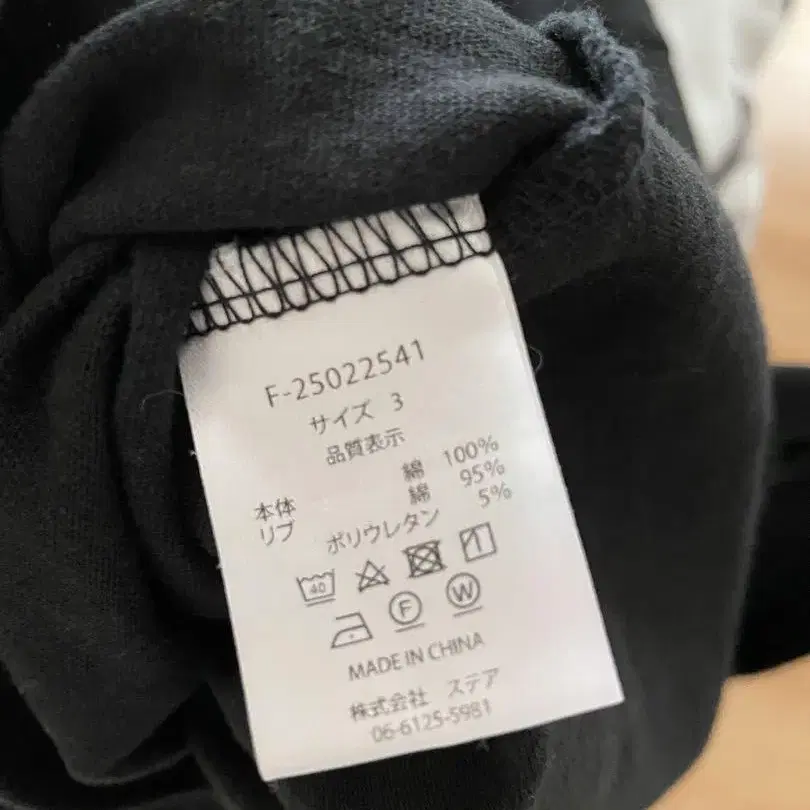 F-25022541
サイズ 3
品質表示
本体 綿 100%
リブ 綿 95%
ポリウレタン 5%
40
F W
MADE IN CHINA
株式会社 ステア
06-6125-5981